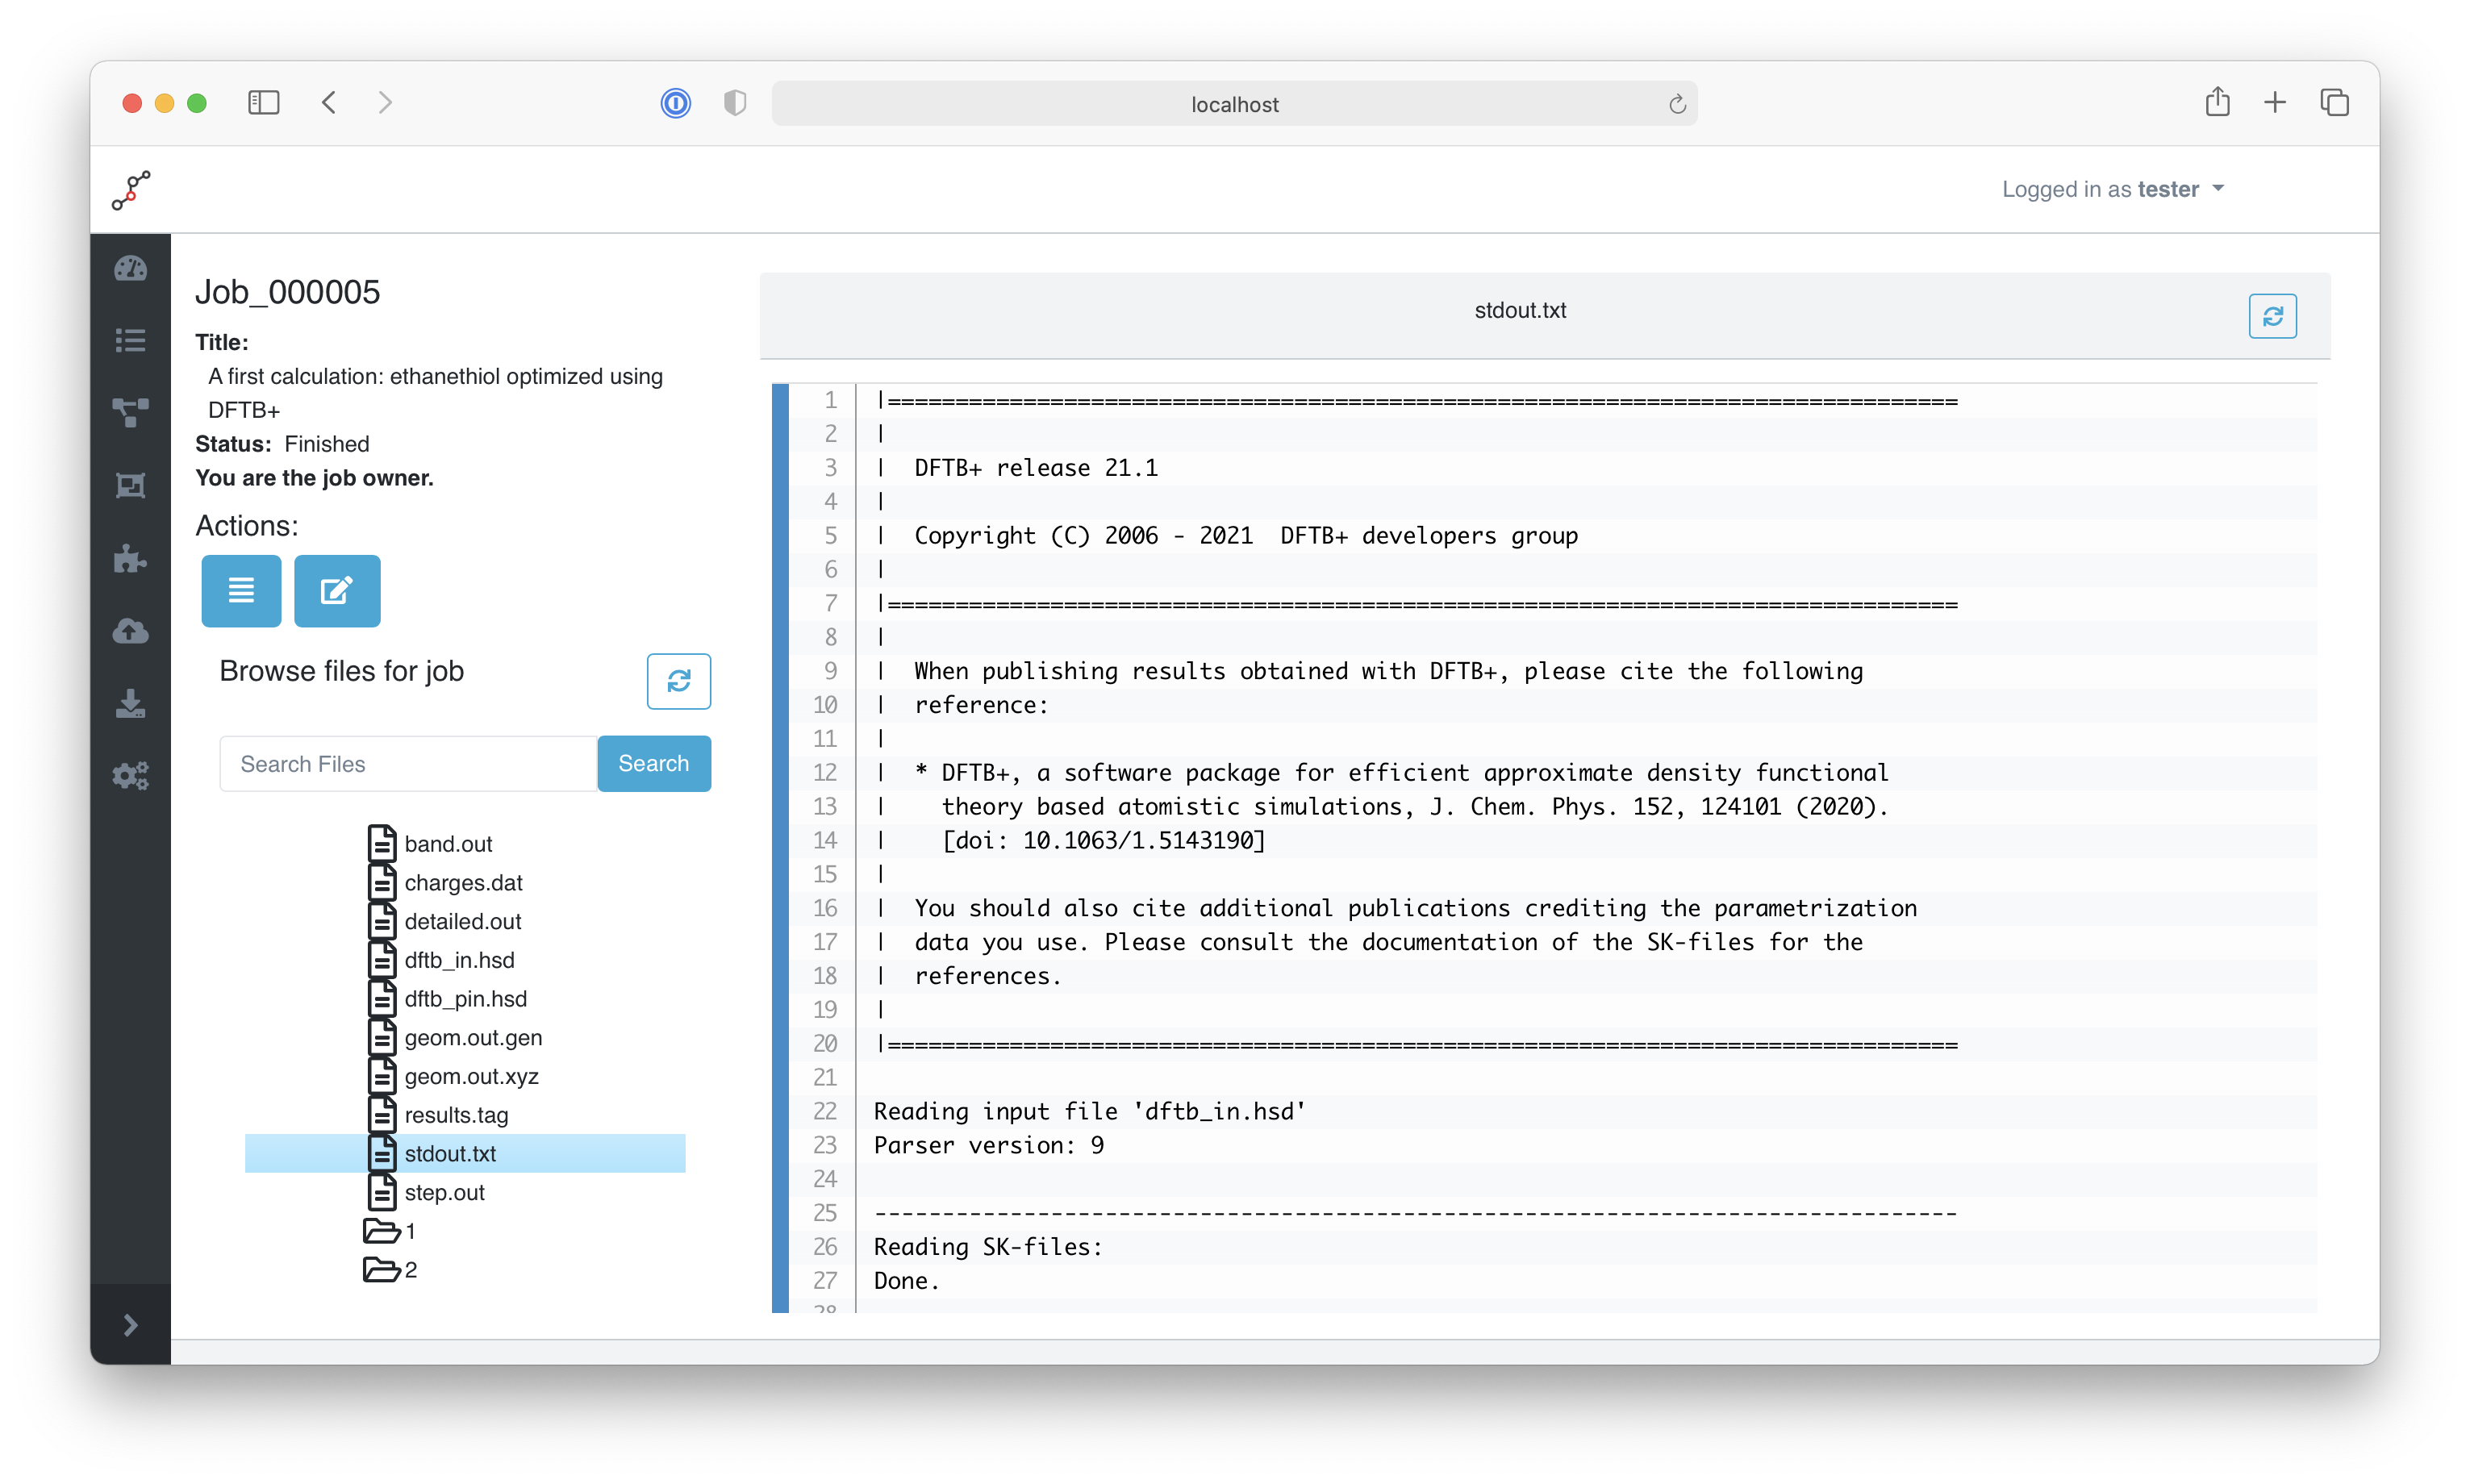 localhost
Logged in as tester
Job_000005
Title:
A first calculation: ethanethiol optimized using
DFTB+
Status: Finished
You are the job owner.
Actions:
Browse files for job
Search Files
Search
band.out
charges.dat
detailed.out
dftb_in.hsd
dftb_pin.hsd
geom.out.gen
geom.out.xyz
results.tag
stdout.txt
step.out
1
2
stdout.txt
1 |===============================================================================
2 |
3 |  DFTB+ release 21.1
4 |
5 |  Copyright (C) 2006 - 2021  DFTB+ developers group
6 |
7 |===============================================================================
8 |
9 |  When publishing results obtained with DFTB+, please cite the following
10 |  reference:
11 |
12 |  * DFTB+, a software package for efficient approximate density functional
13 |    theory based atomistic simulations, J. Chem. Phys. 152, 124101 (2020).
14 |    [doi: 10.1063/1.5143190]
15 |
16 |  You should also cite additional publications crediting the parametrization
17 |  data you use. Please consult the documentation of the SK-files for the
18 |  references.
19 |
20 |===============================================================================
21
22 Reading input file 'dftb_in.hsd'
23 Parser version: 9
24
25 --------------------------------------------------------------------------------
26 Reading SK-files:
27 Done.
28